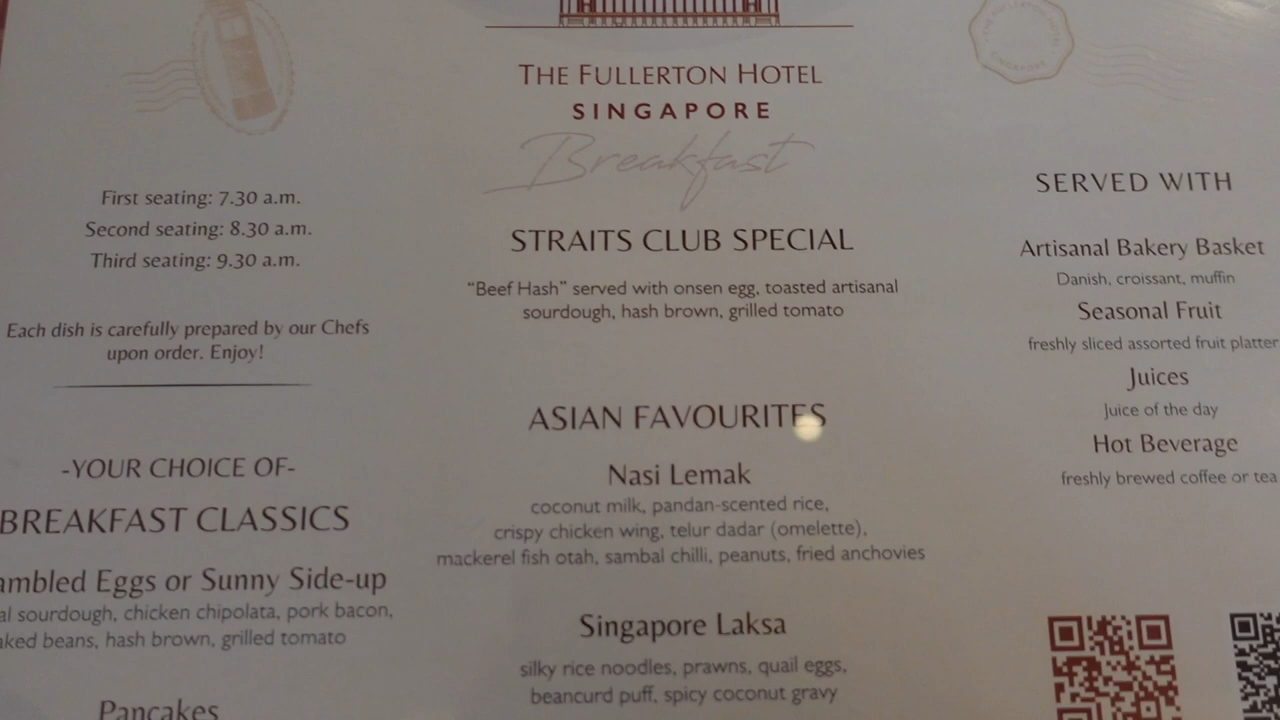 THE FULLERTON HOTEL
SINGAPORE
Breakfast
First seating: 7.30 a.m.
Second seating: 8.30 a.m.
Third seating: 9.30 a.m.
Each dish is carefully prepared by our Chefs
upon order. Enjoy!
-YOUR CHOICE OF-
BREAKFAST CLASSICS
Eggs or Sunny Side-up
sourdough, chicken chipolata, pork bacon,
beans, hash brown, grilled tomato
Pancakes
STRAITS CLUB SPECIAL
“Beef Hash” served with onsen egg, toasted artisanal
sourdough, hash brown, grilled tomato
ASIAN FAVOURITES
Nasi Lemak
coconut milk, pandan-scented rice,
crispy chicken wing, telur dadar (omelette),
mackerel fish otah, sambal chilli, peanuts, fried anchovies
Singapore Laksa
silky rice noodles, prawns, quail eggs,
beancurd puff, spicy coconut gravy
THE FULLERTON HOTEL
SINGAPORE
SERVED WITH
Artisanal Bakery Basket
Danish, croissant, muffin
Seasonal Fruit
freshly sliced assorted fruit platter
Juices
Juice of the day
Hot Beverage
freshly brewed coffee or tea